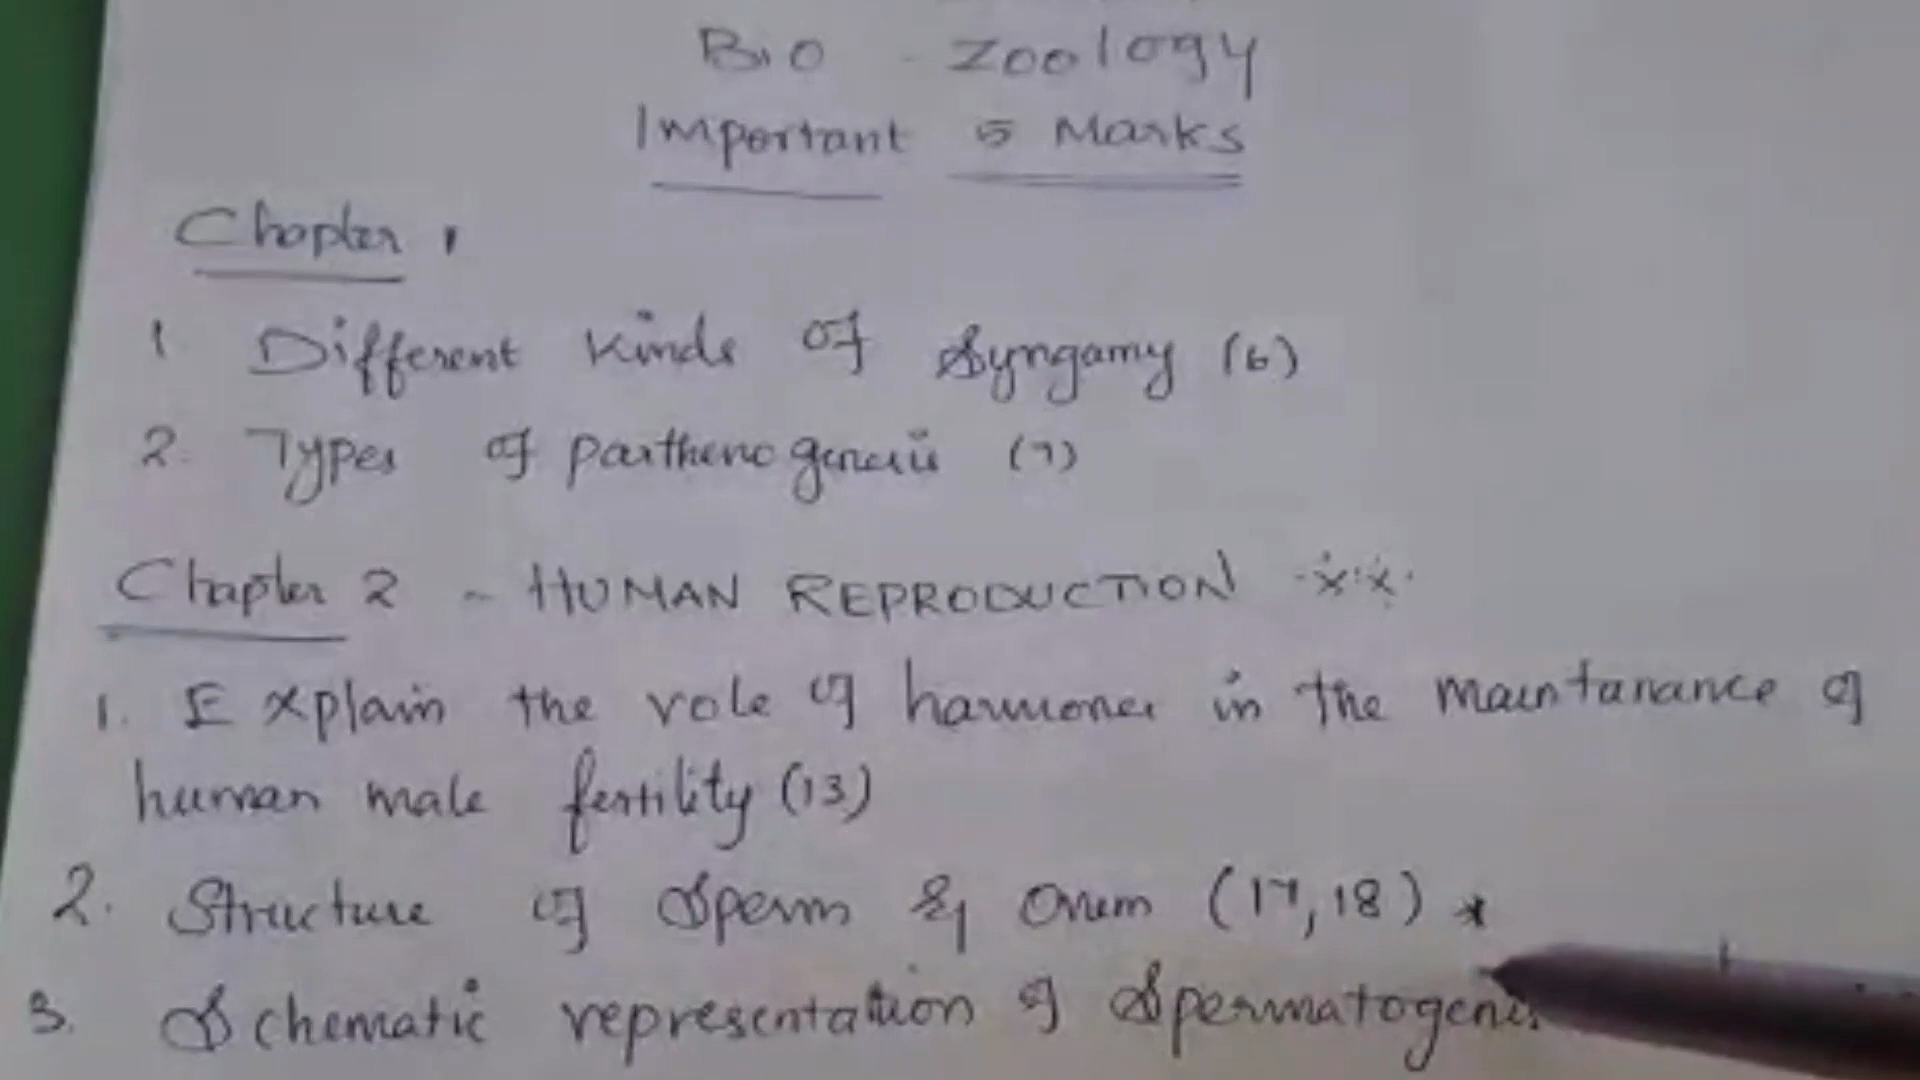 Bio - Zoology
Important 5 Marks
Chapter 1
1. Different kinds of Syngamy (6)
2. Types of parthenogenesis (7)
Chapter 2 - HUMAN REPRODUCTION **
1. Explain the role of harmones in the maintanance of
human male fertility (13)
2. Structure of Sperm & Ovum (17, 18) *
3. Schematic representation of